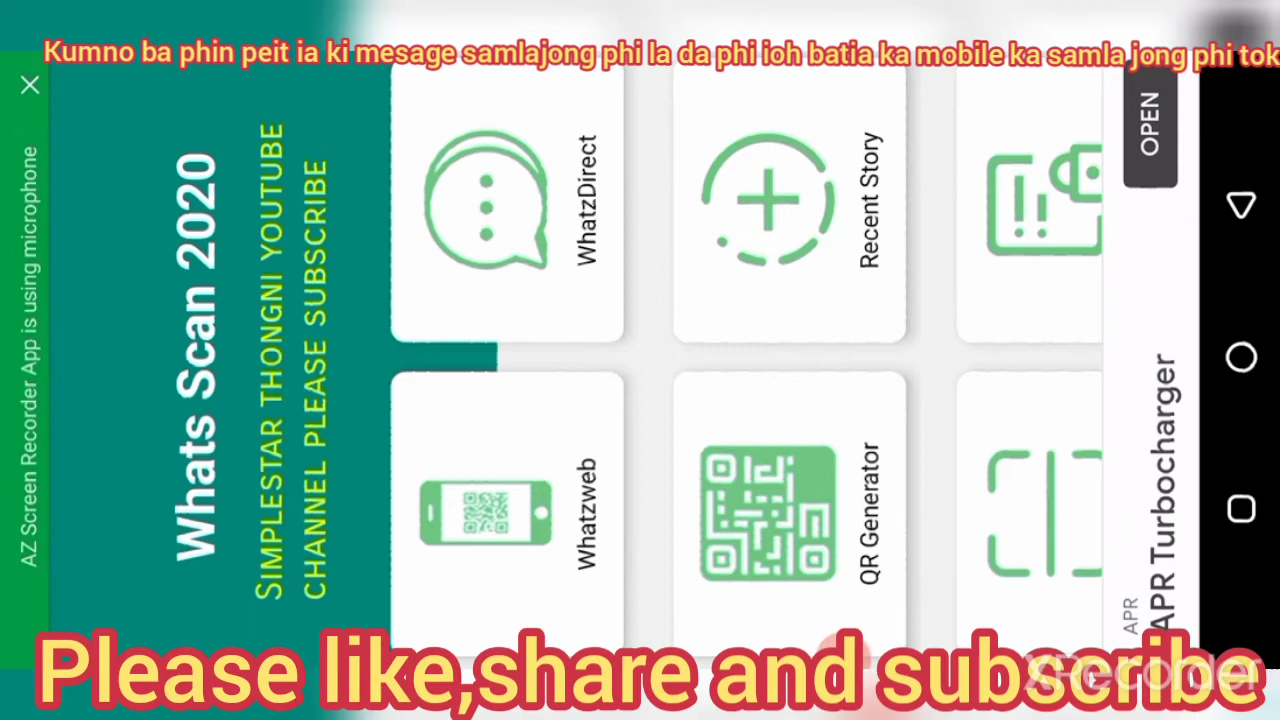 Kumno ba phin peit ia ki mesage samlajong phi la da phi ioh batia ka mobile ka samla jong phi tok
AZ Screen Recorder App is using microphone
Whats Scan 2020
SIMPLESTAR THONGNI YOUTUBE
CHANNEL PLEASE SUBSCRIBE
Whatzweb
WhatzDirect
QR Generator
Recent Story
APR
APR Turbocharger
OPEN
Please like,share and subscribe
XRecorder